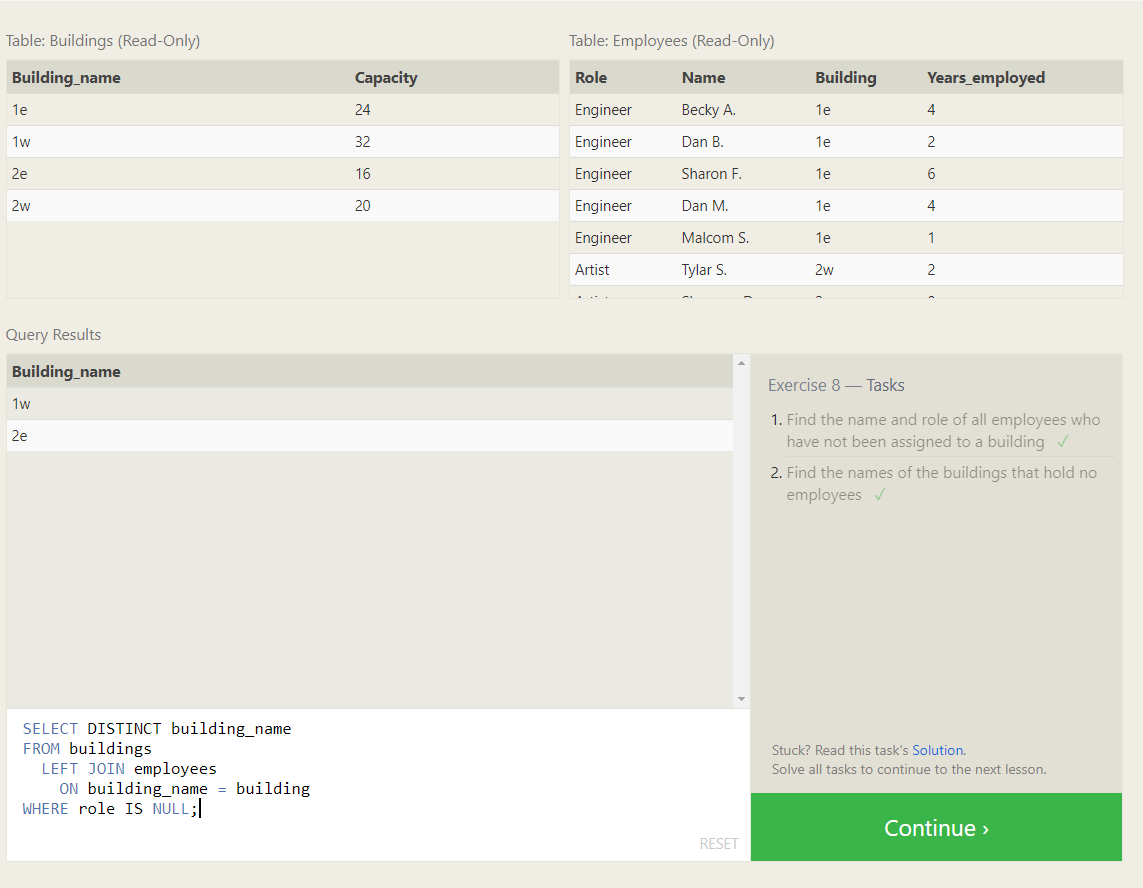 Table: Buildings (Read-Only)
Building_name Capacity
1e 24
1w 32
2e 16
2w 20
Table: Employees (Read-Only)
Role Name Building Years_employed
Engineer Becky A. 1e 4
Engineer Dan B. 1e 2
Engineer Sharon F. 1e 6
Engineer Dan M. 1e 4
Engineer Malcom S. 1e 1
Artist Tylar S. 2w 2
Query Results
Building_name
1w
2e
SELECT DISTINCT building_name
FROM buildings
LEFT JOIN employees
ON building_name = building
WHERE role IS NULL;
RESET
Exercise 8 — Tasks
1. Find the name and role of all employees who
have not been assigned to a building ✓
2. Find the names of the buildings that hold no
employees ✓
Stuck? Read this task's Solution.
Solve all tasks to continue to the next lesson.
Continue ›